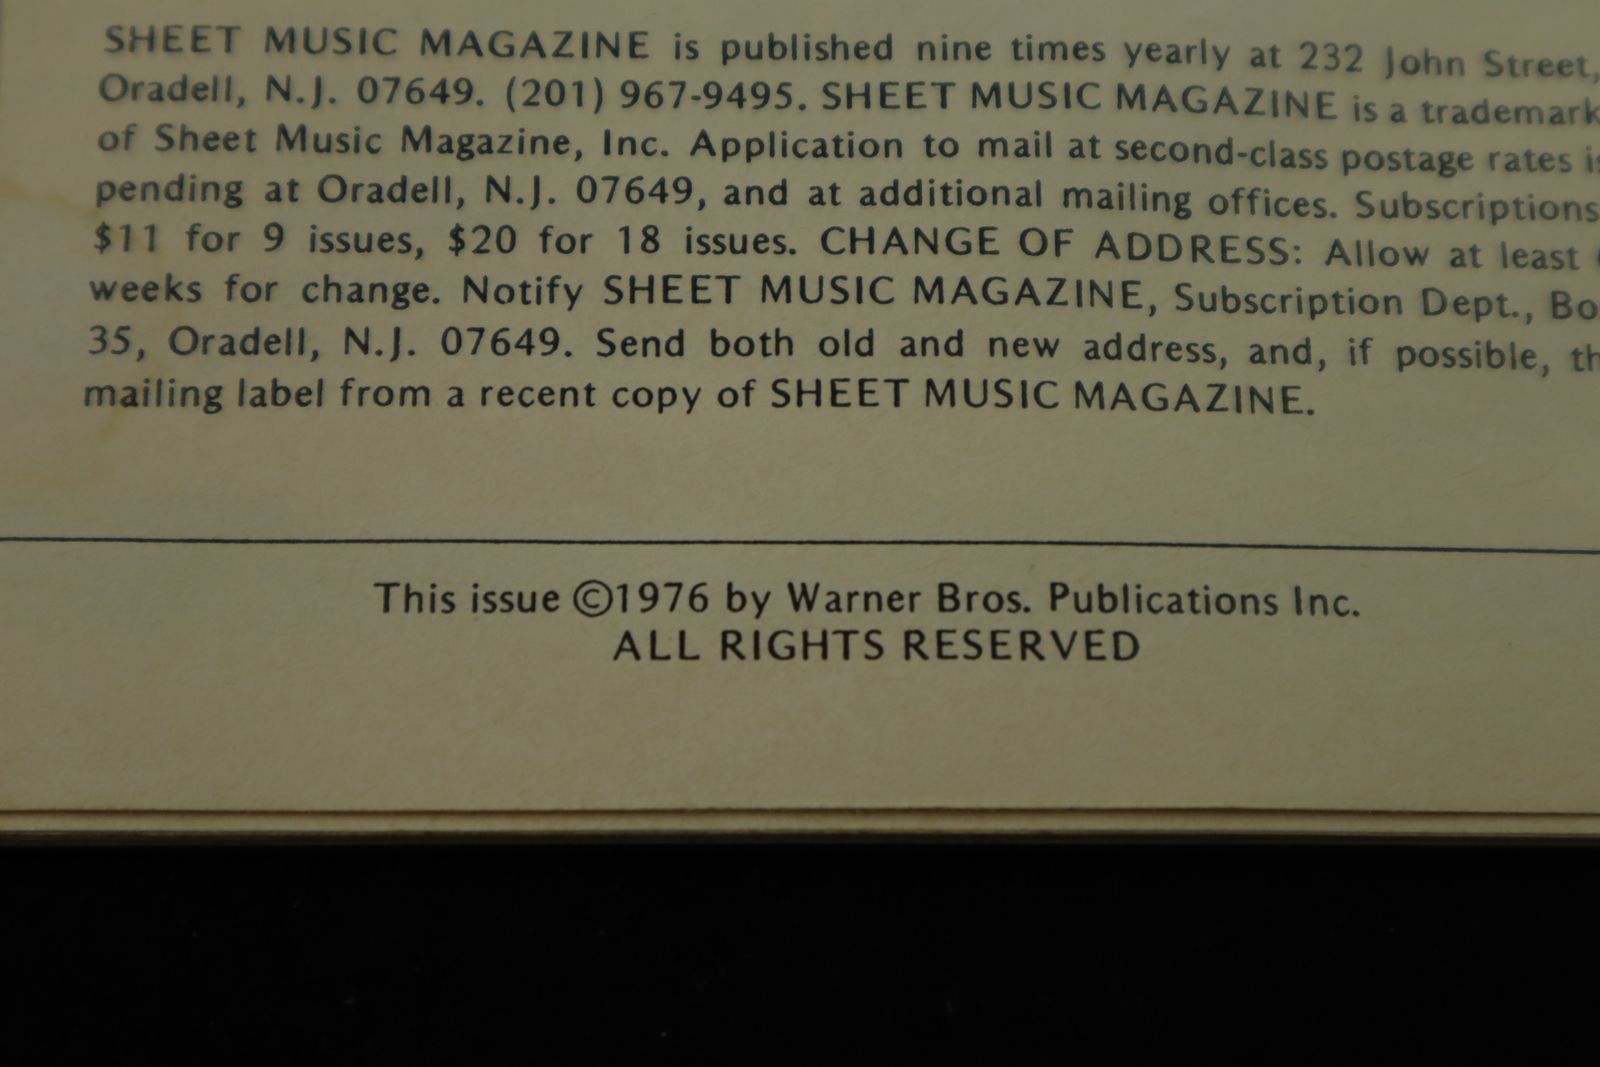 SHEET MUSIC MAGAZINE is published nine times yearly at 232 John Street,
Oradell, N.J. 07649. (201) 967-9495. SHEET MUSIC MAGAZINE is a trademark
of Sheet Music Magazine, Inc. Application to mail at second-class postage rates
pending at Oradell, N.J. 07649, and at additional mailing offices. Subscriptions
$11 for 9 issues, $20 for 18 issues. CHANGE OF ADDRESS: Allow at least
weeks for change. Notify SHEET MUSIC MAGAZINE, Subscription Dept., Bo
35, Oradell, N.J. 07649. Send both old and new address, and, if possible, th
mailing label from a recent copy of SHEET MUSIC MAGAZINE.
This issue ©1976 by Warner Bros. Publications Inc.
ALL RIGHTS RESERVED